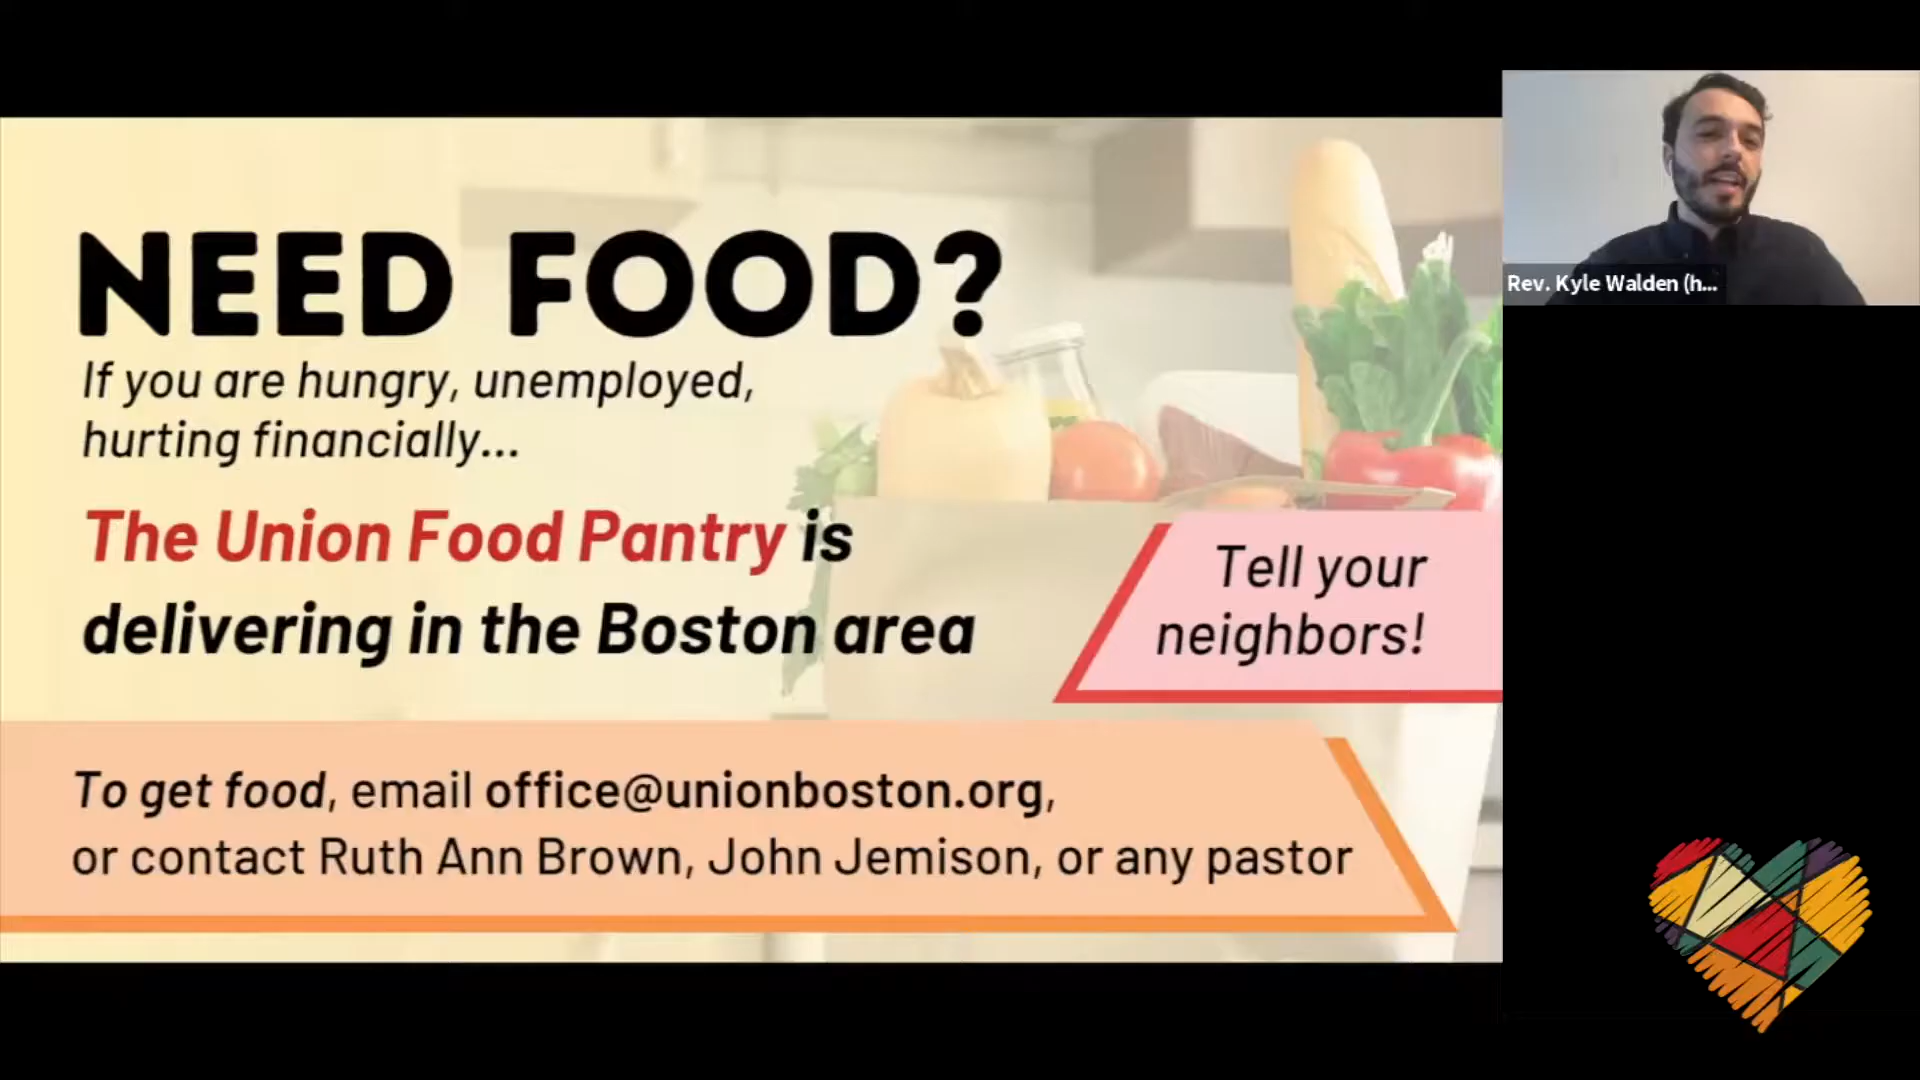 NEED FOOD?
If you are hungry, unemployed,
hurting financially...
The Union Food Pantry is
delivering in the Boston area
Tell your
neighbors!
To get food, email office@unionboston.org,
or contact Ruth Ann Brown, John Jemison, or any pastor
Rev. Kyle Walden (h...